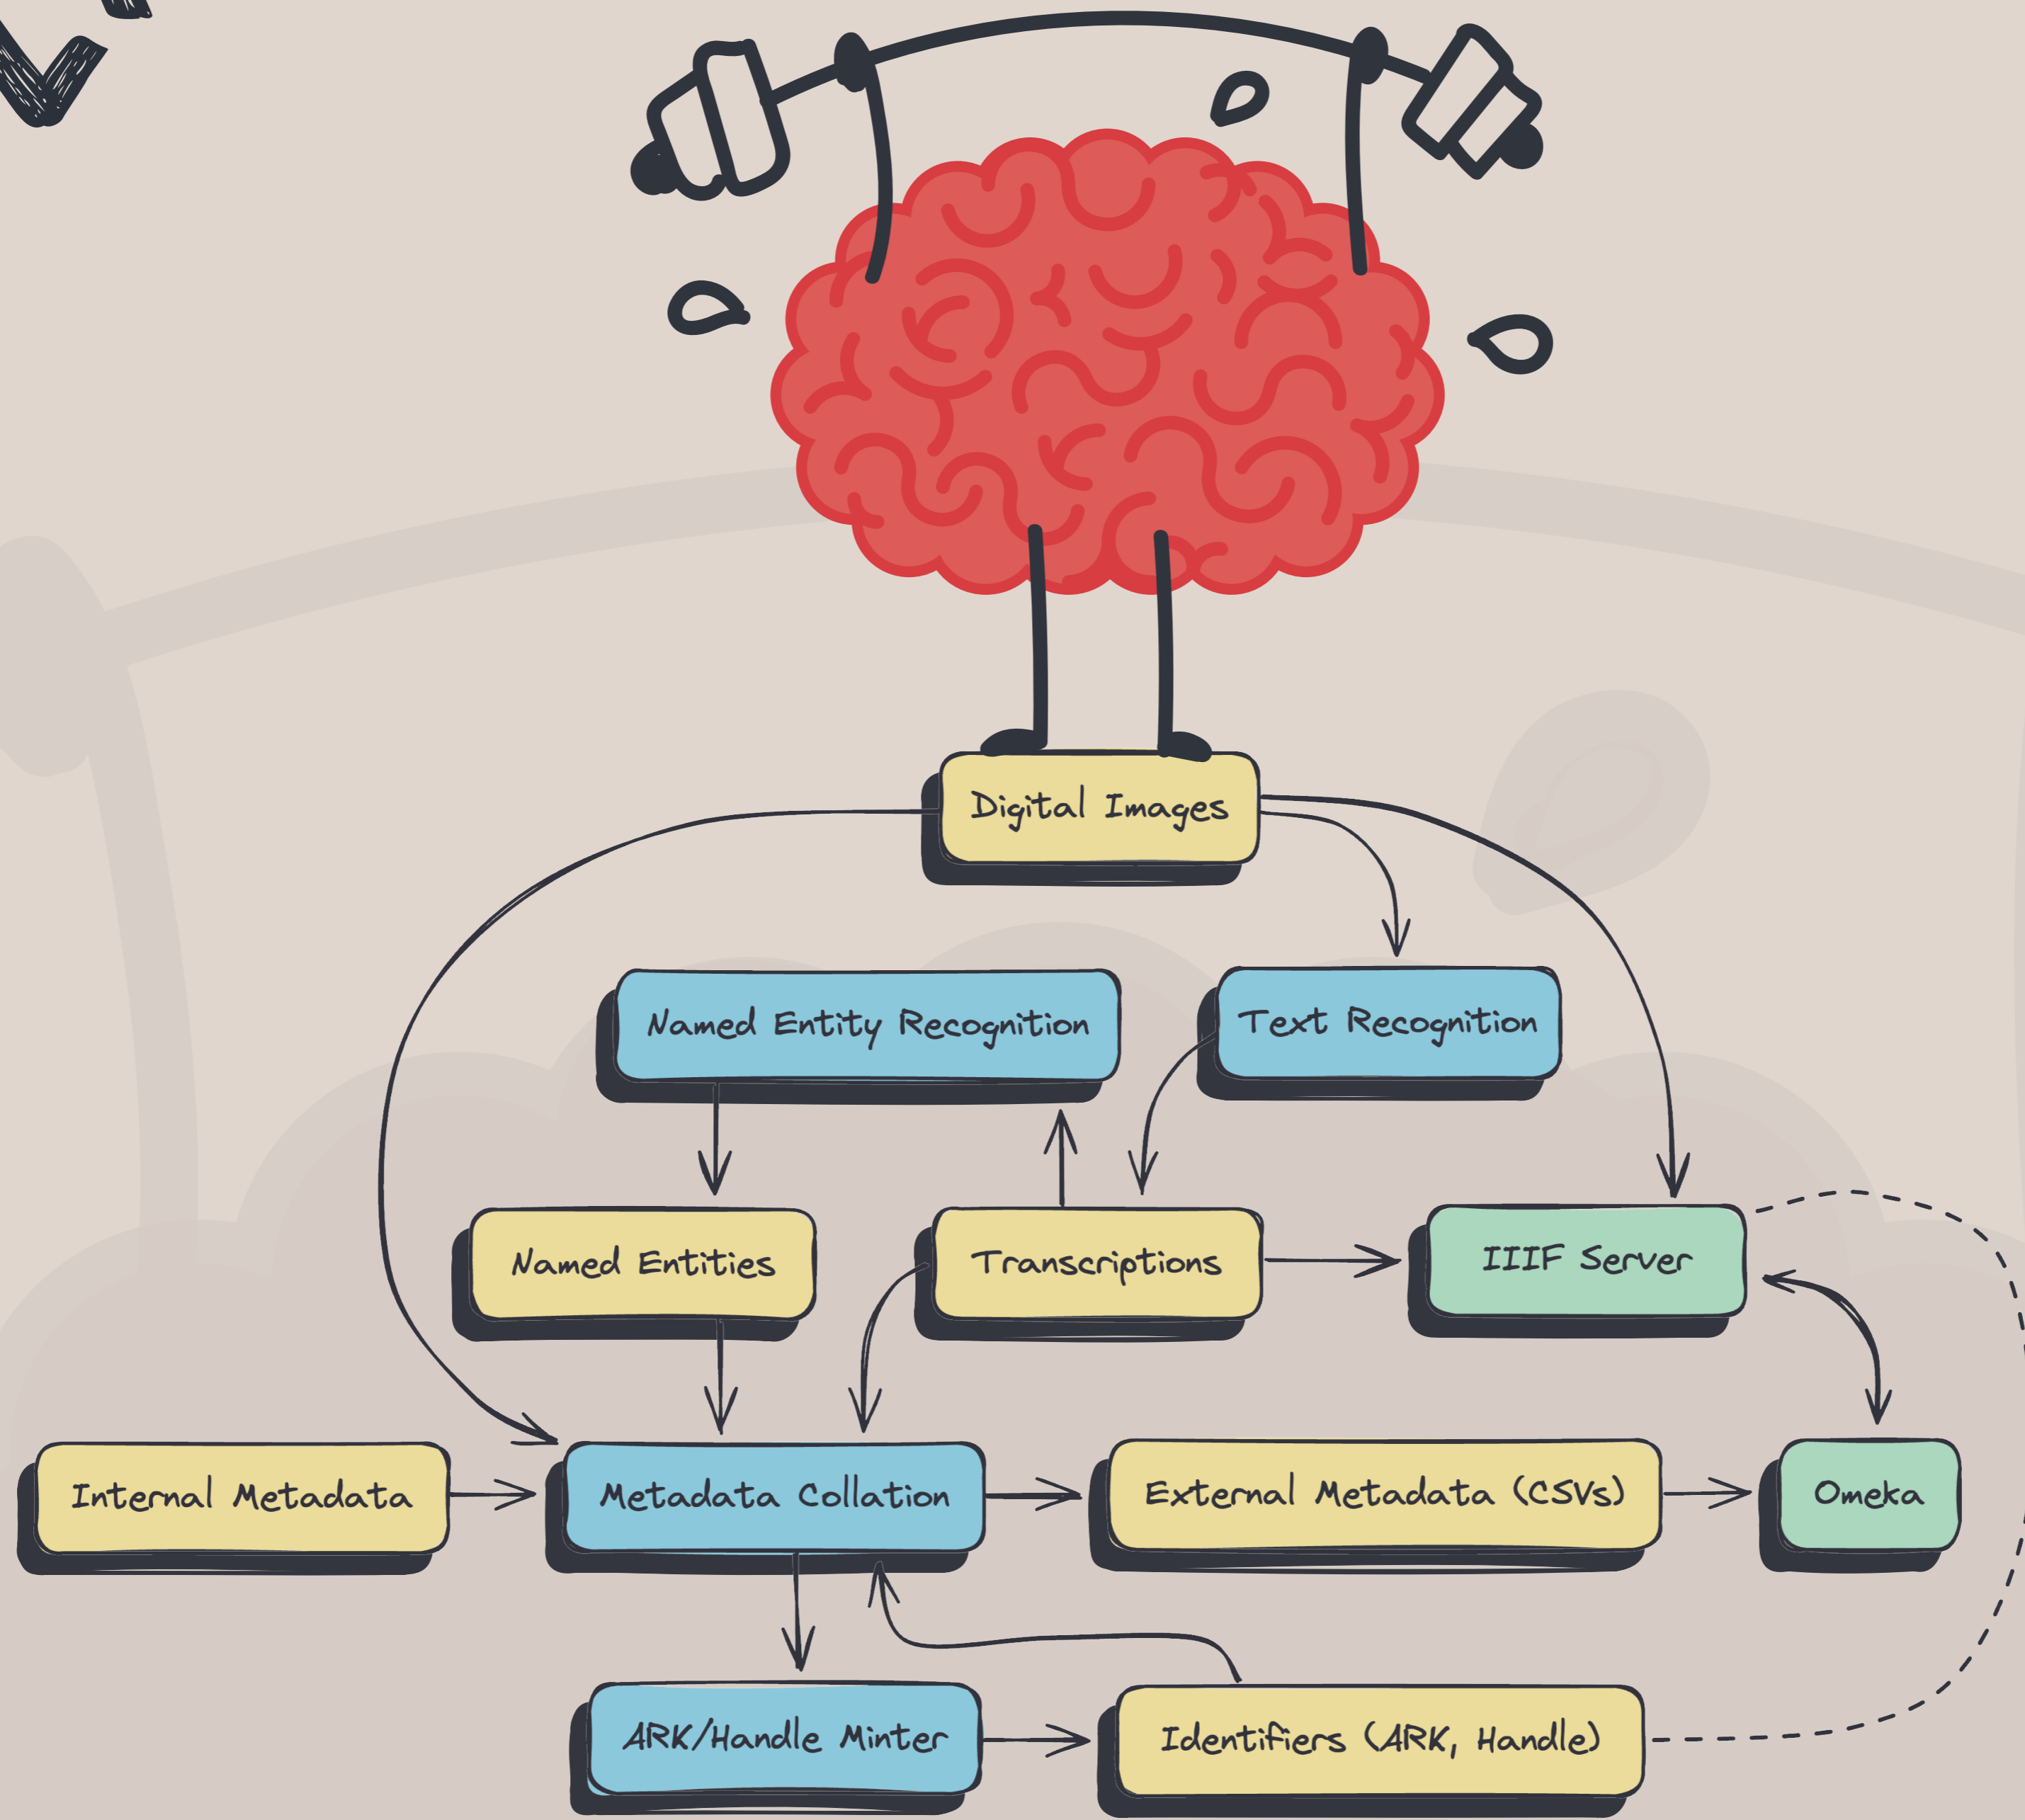 Digital Images
Named Entity Recognition
Text Recognition
Named Entities
Transcriptions
IIIF Server
Internal Metadata
Metadata Collation
External Metadata (CSVs)
Omeka
ARK/Handle Minter
Identifiers (ARK, Handle)